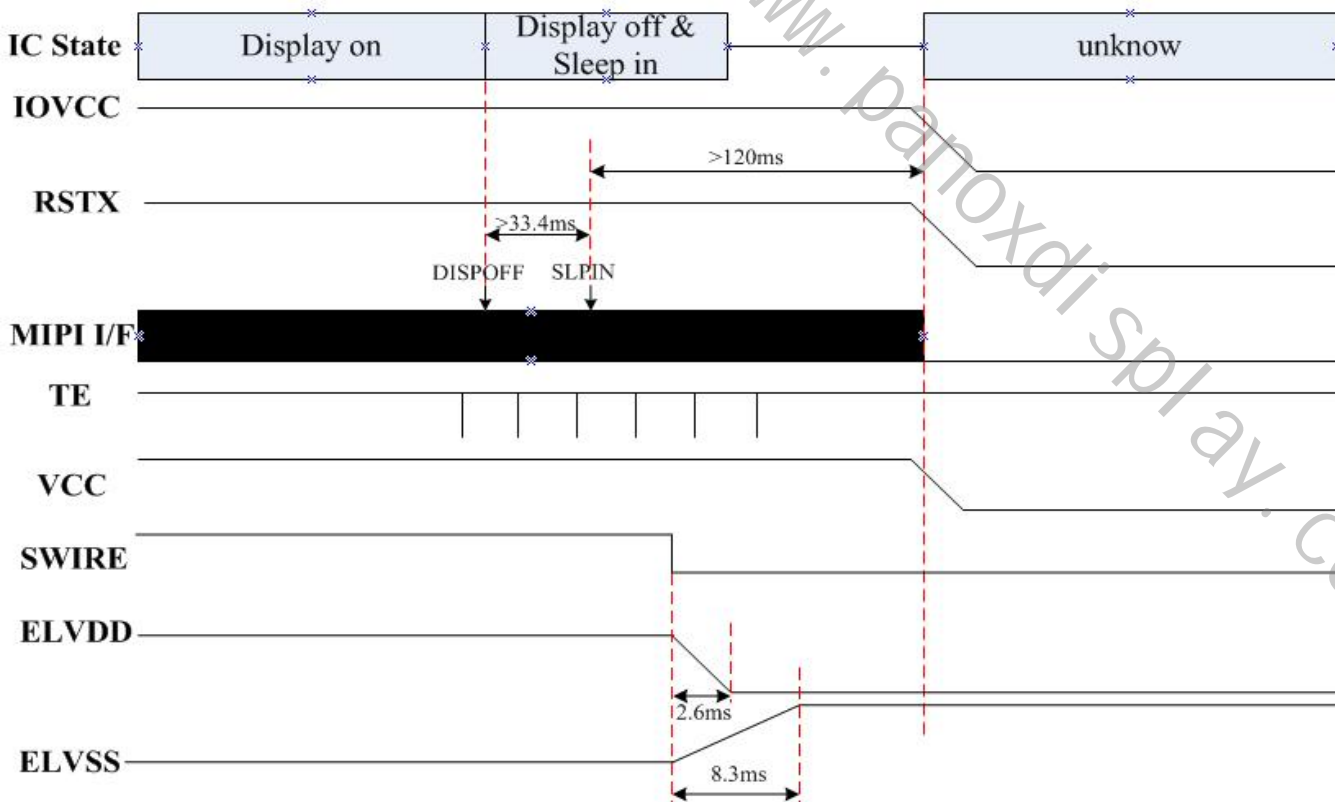 IC State
Display on
Display off &
Sleep in
unknow
IOVCC
>120ms
RSTX
>33.4ms
DISPOFF
SLPIN
MIPI I/F
TE
VCC
SWIRE
ELVDD
2.6ms
ELVSS
8.3ms
www.panoxdisplay.co